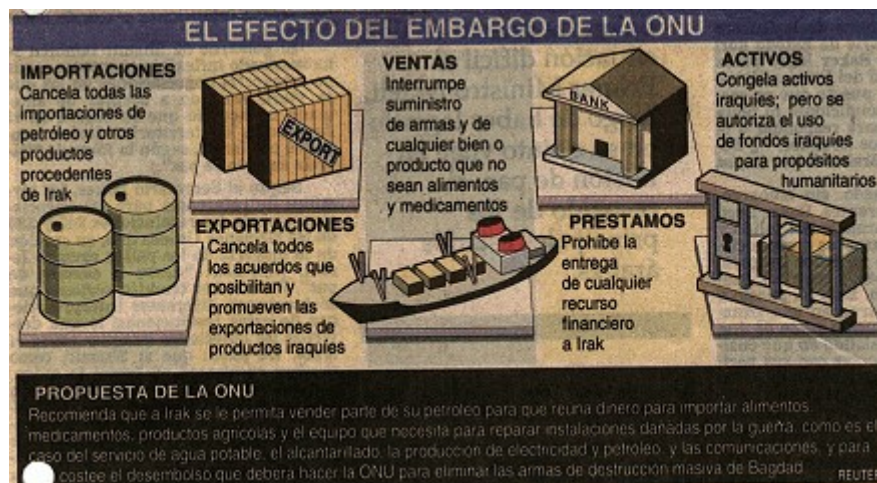 EL EFECTO DEL EMBARGO DE LA ONU
IMPORTACIONES
Cancela todas las
importaciones de
petróleo y otros
productos
procedentes
de Irak
EXPORT
EXPORTACIONES
Cancela todos
los acuerdos que
posibilitan y
promueven las
exportaciones de
productos iraquíes
VENTAS
Interrumpe
suministro
de armas y de
cualquier bien o
producto que no
sean alimentos
y medicamentos
BANK
PRESTAMOS
Prohíbe la
entrega
de cualquier
recurso
financiero
a Irak
ACTIVOS
Congela activos
iraquíes; pero se
autoriza el uso
de fondos iraquíes
para propósitos
humanitarios
PROPUESTA DE LA ONU
Recomienda que a Irak se le permita vender parte de su petróleo para que reuna dinero para importar alimentos,
medicamentos, productos agrícolas y el equipo que necesita para reparar instalaciones dañadas por la guerra, como es el
caso del servicio de agua potable, el alcantarillado, la producción de electricidad y petróleo, y las comunicaciones, y para
costee el desembolso que deberá hacer la ONU para eliminar las armas de destrucción masiva de Bagdad
REUTER